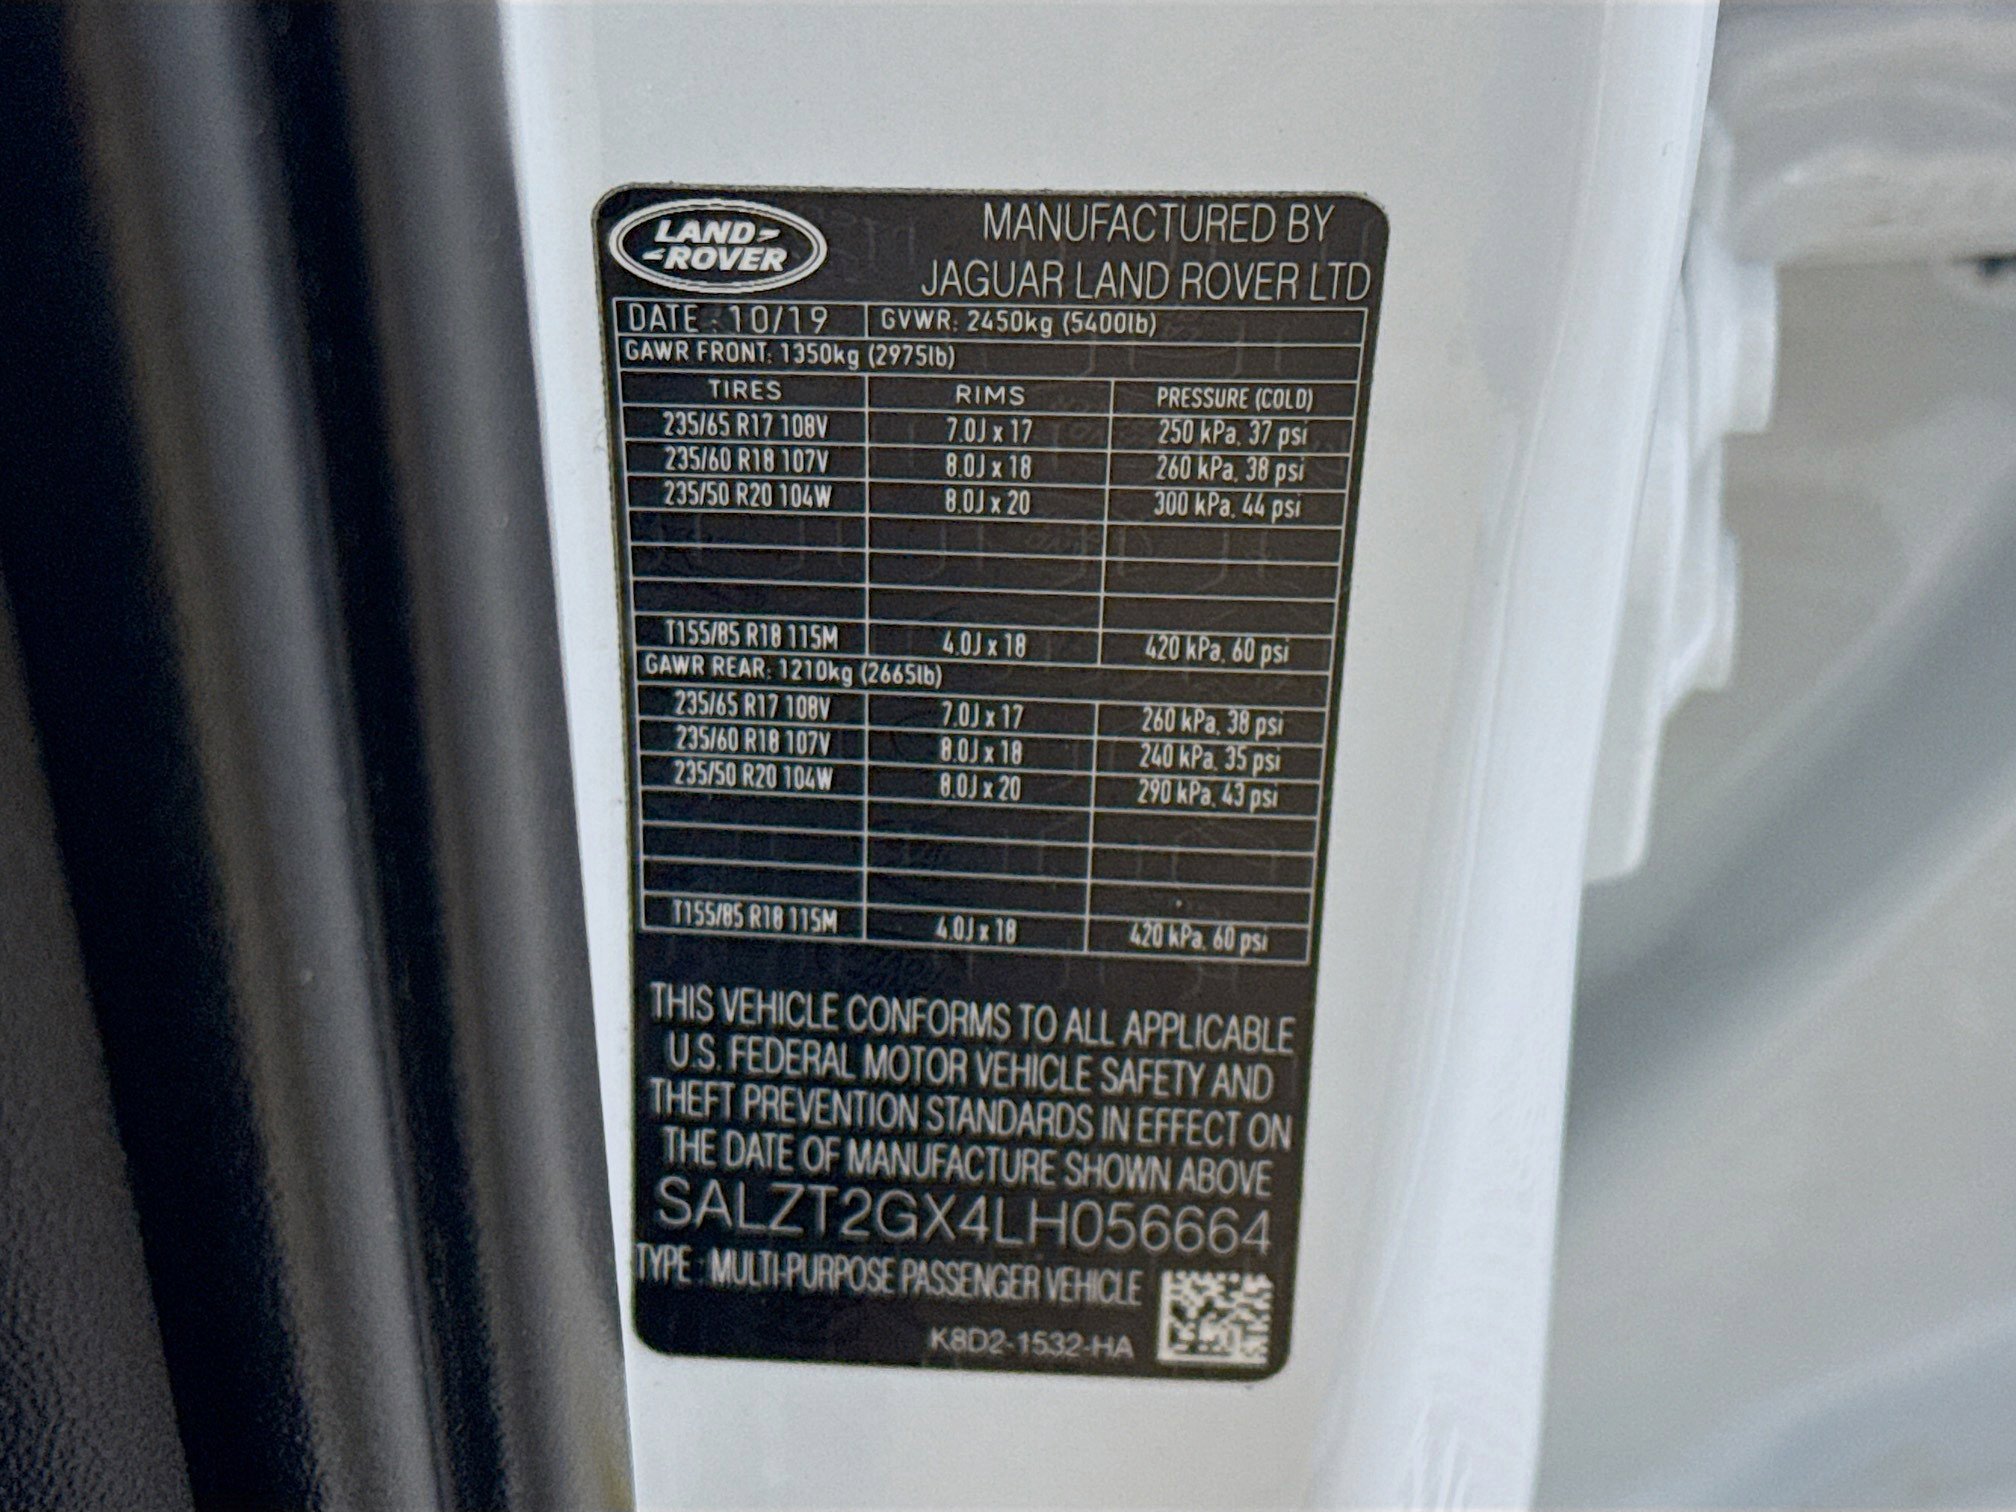 LAND ROVER
MANUFACTURED BY
JAGUAR LAND ROVER LTD
DATE : 10/19 GVWR: 2450kg (5400lb)
GAWR FRONT: 1350kg (2975lb)
TIRES RIMS PRESSURE (COLD)
235/65 R17 108V 7.0J x 17 250 kPa, 37 psi
235/60 R18 107V 8.0J x 18 260 kPa, 38 psi
235/50 R20 104W 8.0J x 20 300 kPa, 44 psi
T155/85 R18 115M 4.0J x 18 420 kPa, 60 psi
GAWR REAR: 1210kg (2665lb)
235/65 R17 108V 7.0J x 17 260 kPa, 38 psi
235/60 R18 107V 8.0J x 18 240 kPa, 35 psi
235/50 R20 104W 8.0J x 20 290 kPa, 43 psi
T155/85 R18 115M 4.0J x 18 420 kPa, 60 psi
THIS VEHICLE CONFORMS TO ALL APPLICABLE
U.S. FEDERAL MOTOR VEHICLE SAFETY AND
THEFT PREVENTION STANDARDS IN EFFECT ON
THE DATE OF MANUFACTURE SHOWN ABOVE
SALZT2GX4LH056664
TYPE : MULTI-PURPOSE PASSENGER VEHICLE
K8D2-1532-HA